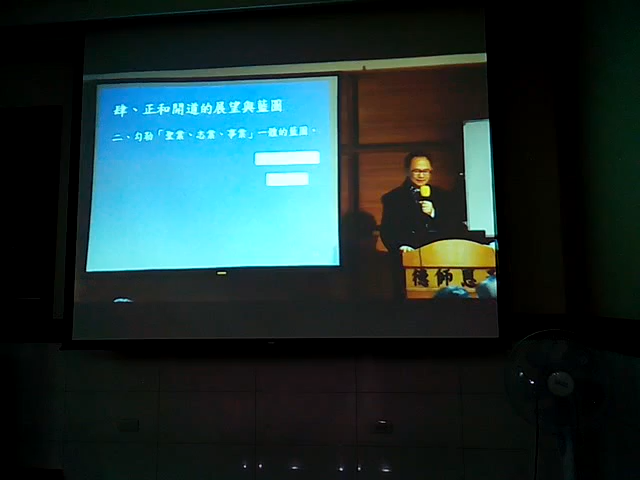 肆、正和開道的展望與藍圖
二、勾勒「聖業、志業、事業」一體的藍圖。
德師恩